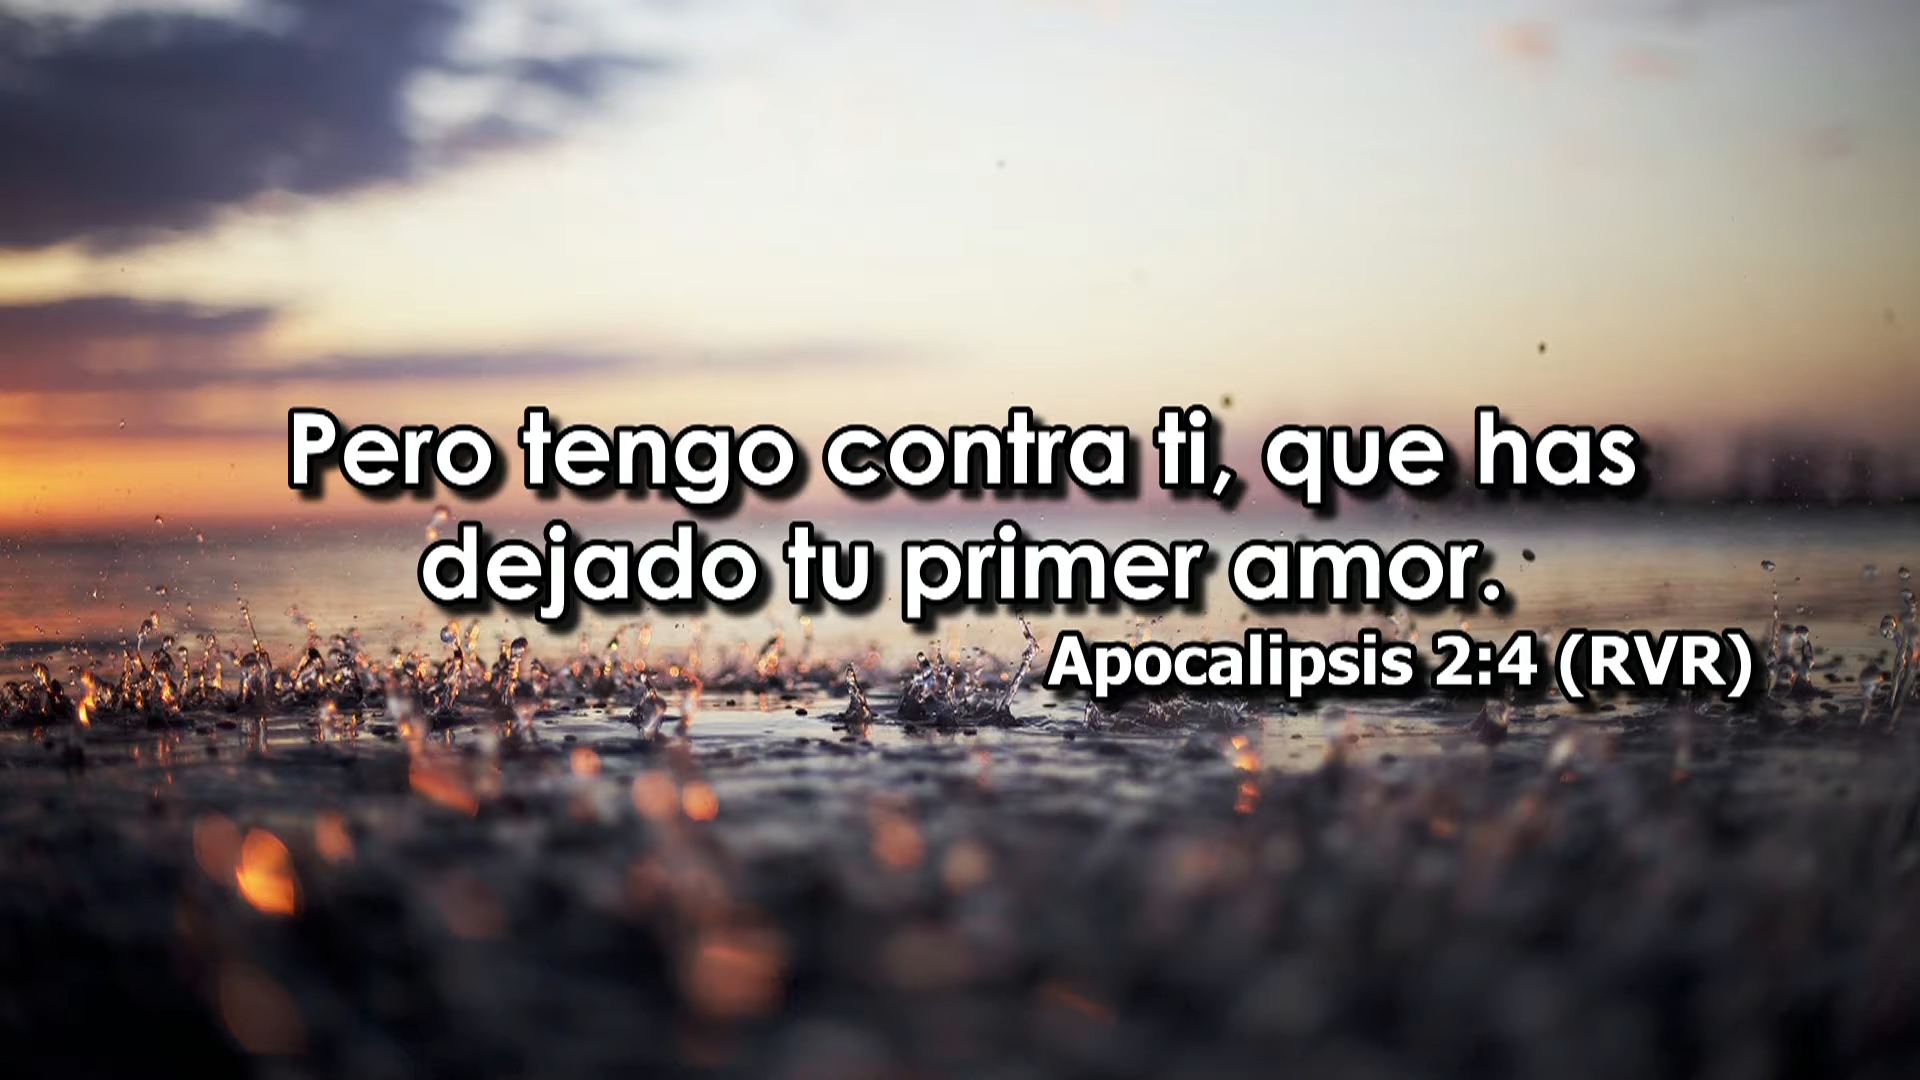 Pero tengo contra ti, que has
dejado tu primer amor.
Apocalipsis 2:4 (RVR)